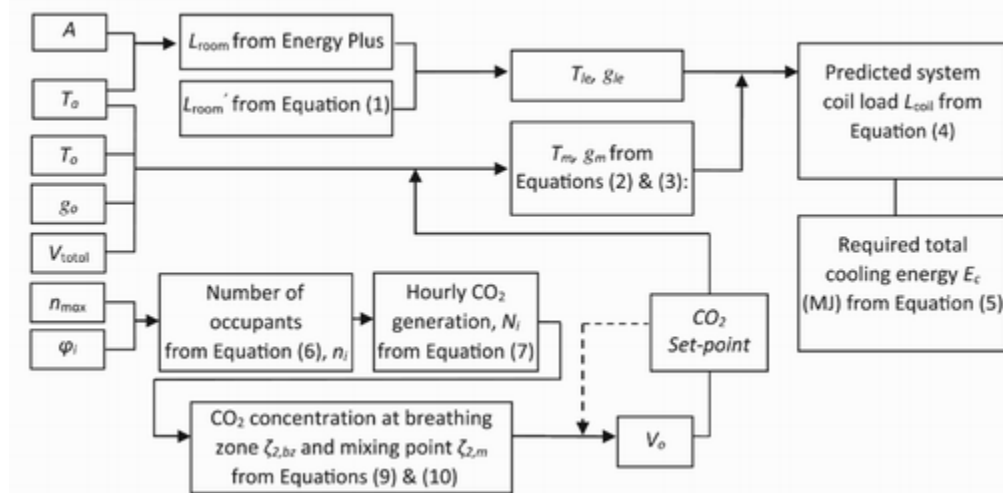 A
L_room from Energy Plus
T_a
L_room′ from Equation (1)
T_le, g_le
Predicted system
coil load L_coil from
Equation (4)
T_o
g_o
V_total
T_m, g_m from
Equations (2) & (3):
Required total
cooling energy E_c
(MJ) from Equation (5)
n_max
φ_i
Number of
occupants
from Equation (6), n_i
Hourly CO₂
generation, N_i
from Equation (7)
CO₂
Set-point
CO₂ concentration at breathing
zone ζ_2,bz and mixing point ζ_2,m
from Equations (9) & (10)
V_o